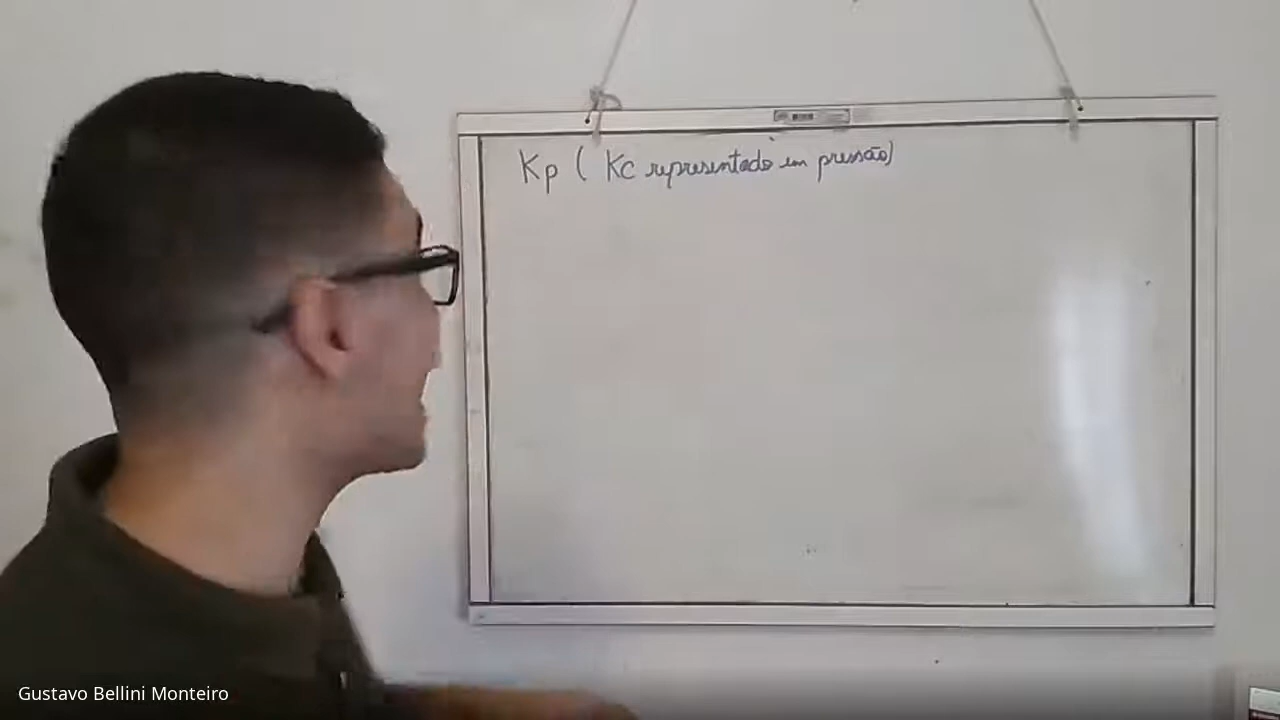 Kp ( Kc representado em pressão)
Gustavo Bellini Monteiro